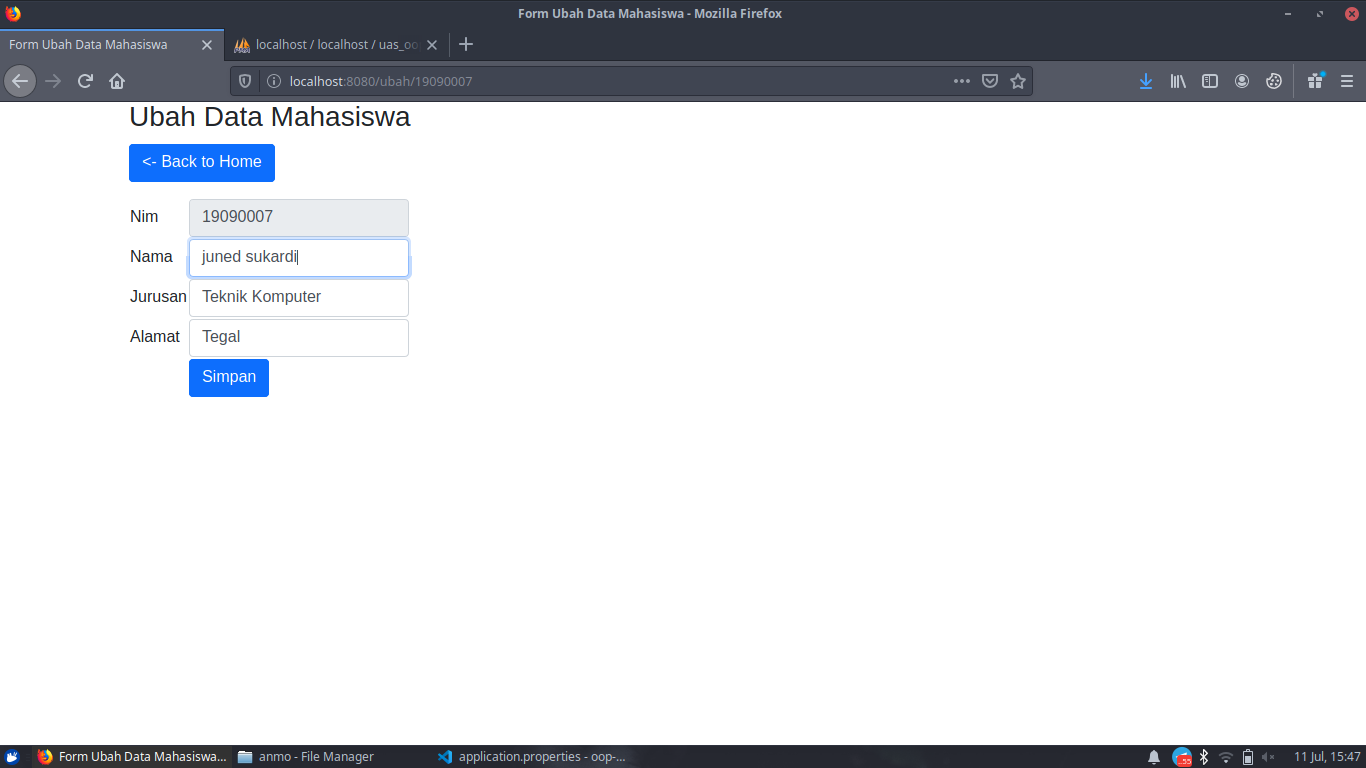 Form Ubah Data Mahasiswa - Mozilla Firefox
Form Ubah Data Mahasiswa
localhost / localhost / uas_oo
localhost:8080/ubah/19090007
Ubah Data Mahasiswa
<- Back to Home
Nim 19090007
Nama juned sukardi
Jurusan Teknik Komputer
Alamat Tegal
Simpan
Form Ubah Data Mahasiswa...
anmo - File Manager
application.properties - oop-...
11 Jul, 15:47